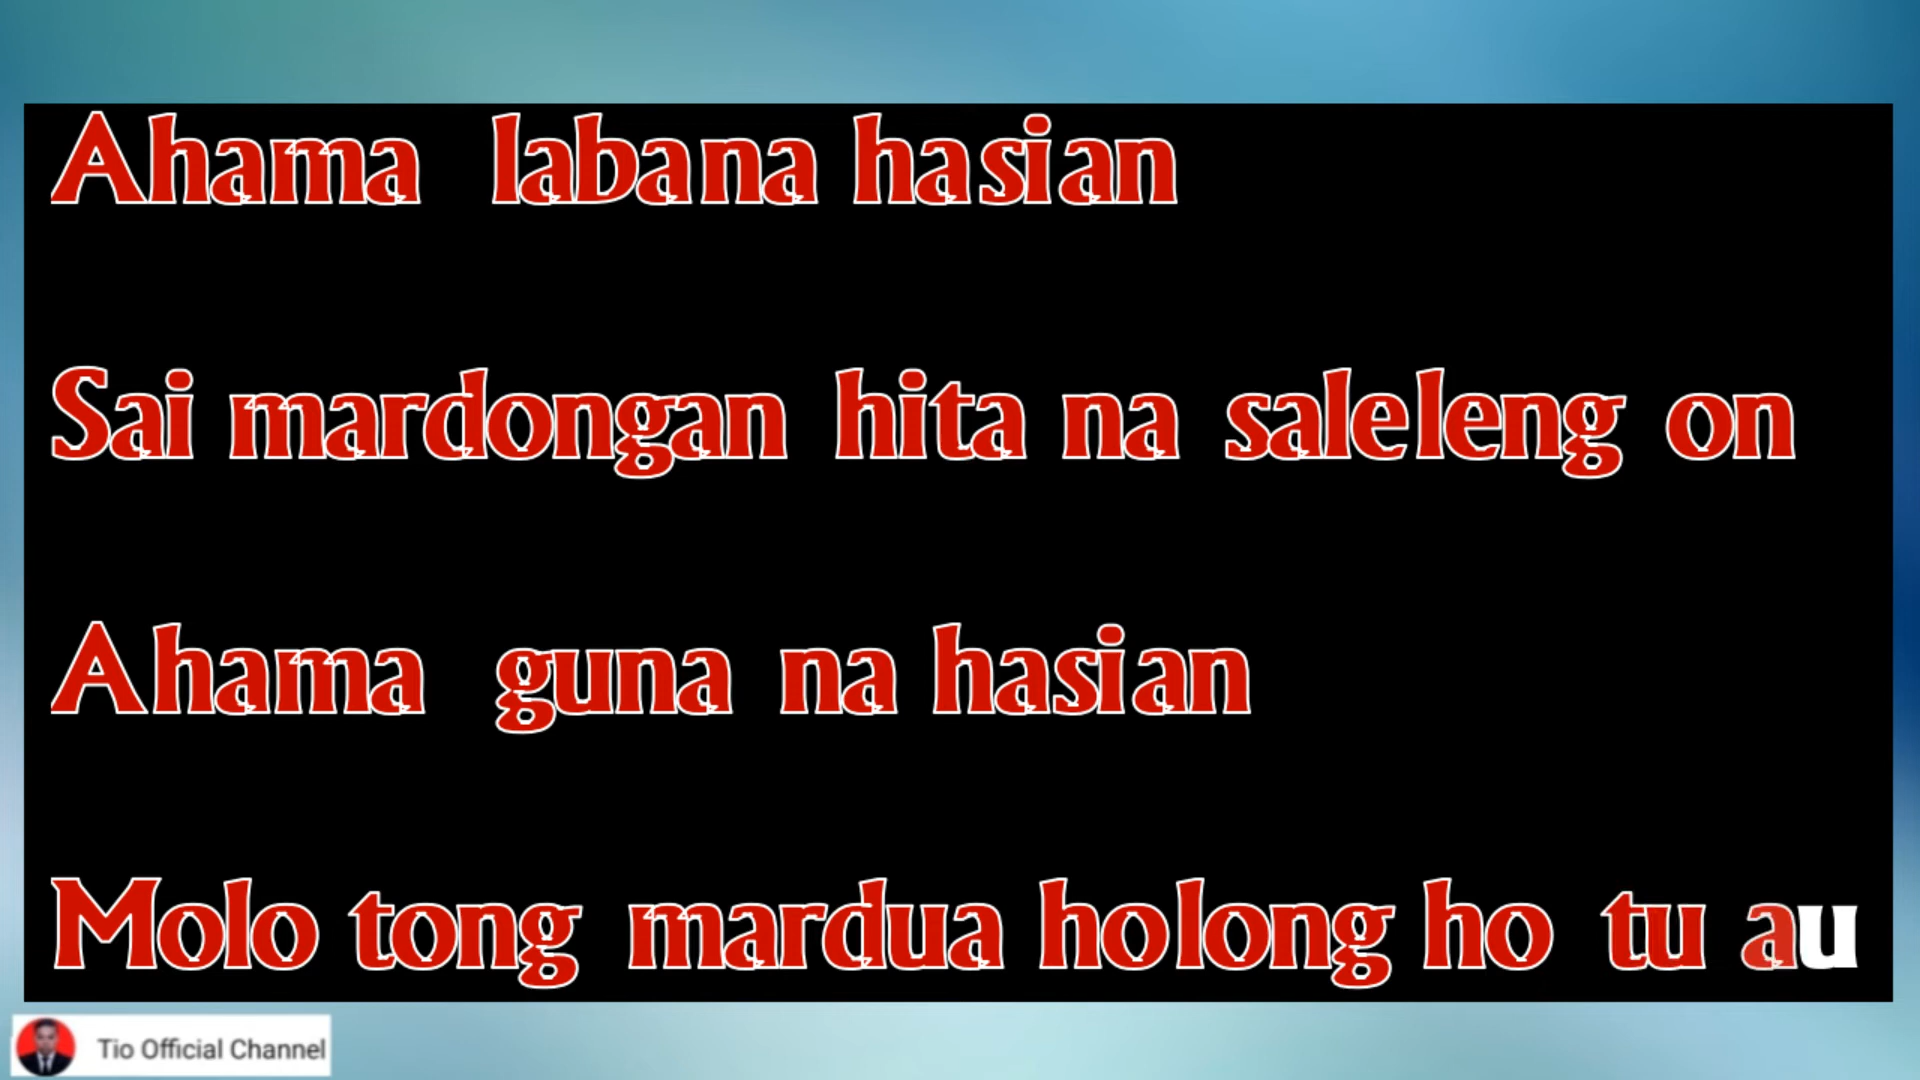 Ahama labana hasian
Sai mardongan hita na saleleng on
Ahama guna na hasian
Molo tong mardua holong ho tu au
Tio Official Channel